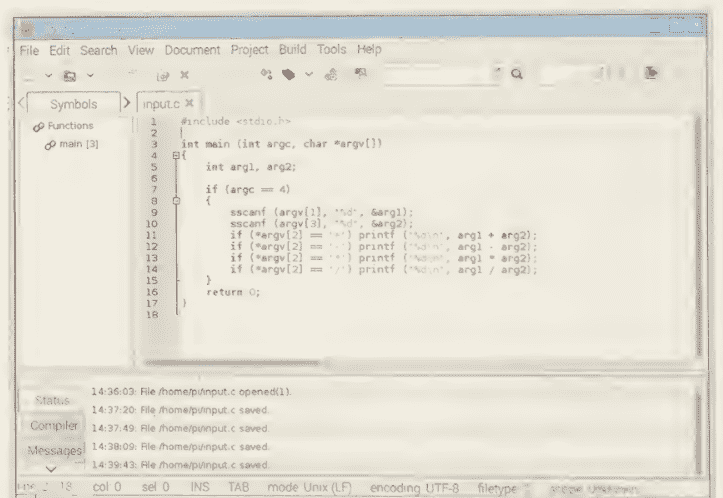 File Edit Search View Document Project Build Tools Help
Symbols
input.c
Functions
main [3]
1 #include <stdio.h>
2
3 int main (int argc, char *argv[])
4 {
5 int arg1, arg2;
6
7 if (argc == 4)
8 {
9 sscanf (argv[1], "%d", &arg1);
10 sscanf (argv[3], "%d", &arg2);
11 if (*argv[2] == '+') printf ("%d\n", arg1 + arg2);
12 if (*argv[2] == '-') printf ("%d\n", arg1 - arg2);
13 if (*argv[2] == '*') printf ("%d\n", arg1 * arg2);
14 if (*argv[2] == '/') printf ("%d\n", arg1 / arg2);
15 }
16 return 0;
17 }
18
Status
Compiler
Messages
14:36:03: File /home/pi/input.c opened(1).
14:37:20: File /home/pi/input.c saved.
14:37:49: File /home/pi/input.c saved.
14:38:09: File /home/pi/input.c saved.
14:39:43: File /home/pi/input.c saved.
18 col 0 sel 0 INS TAB mode Unix (LF) encoding UTF-8 filetype